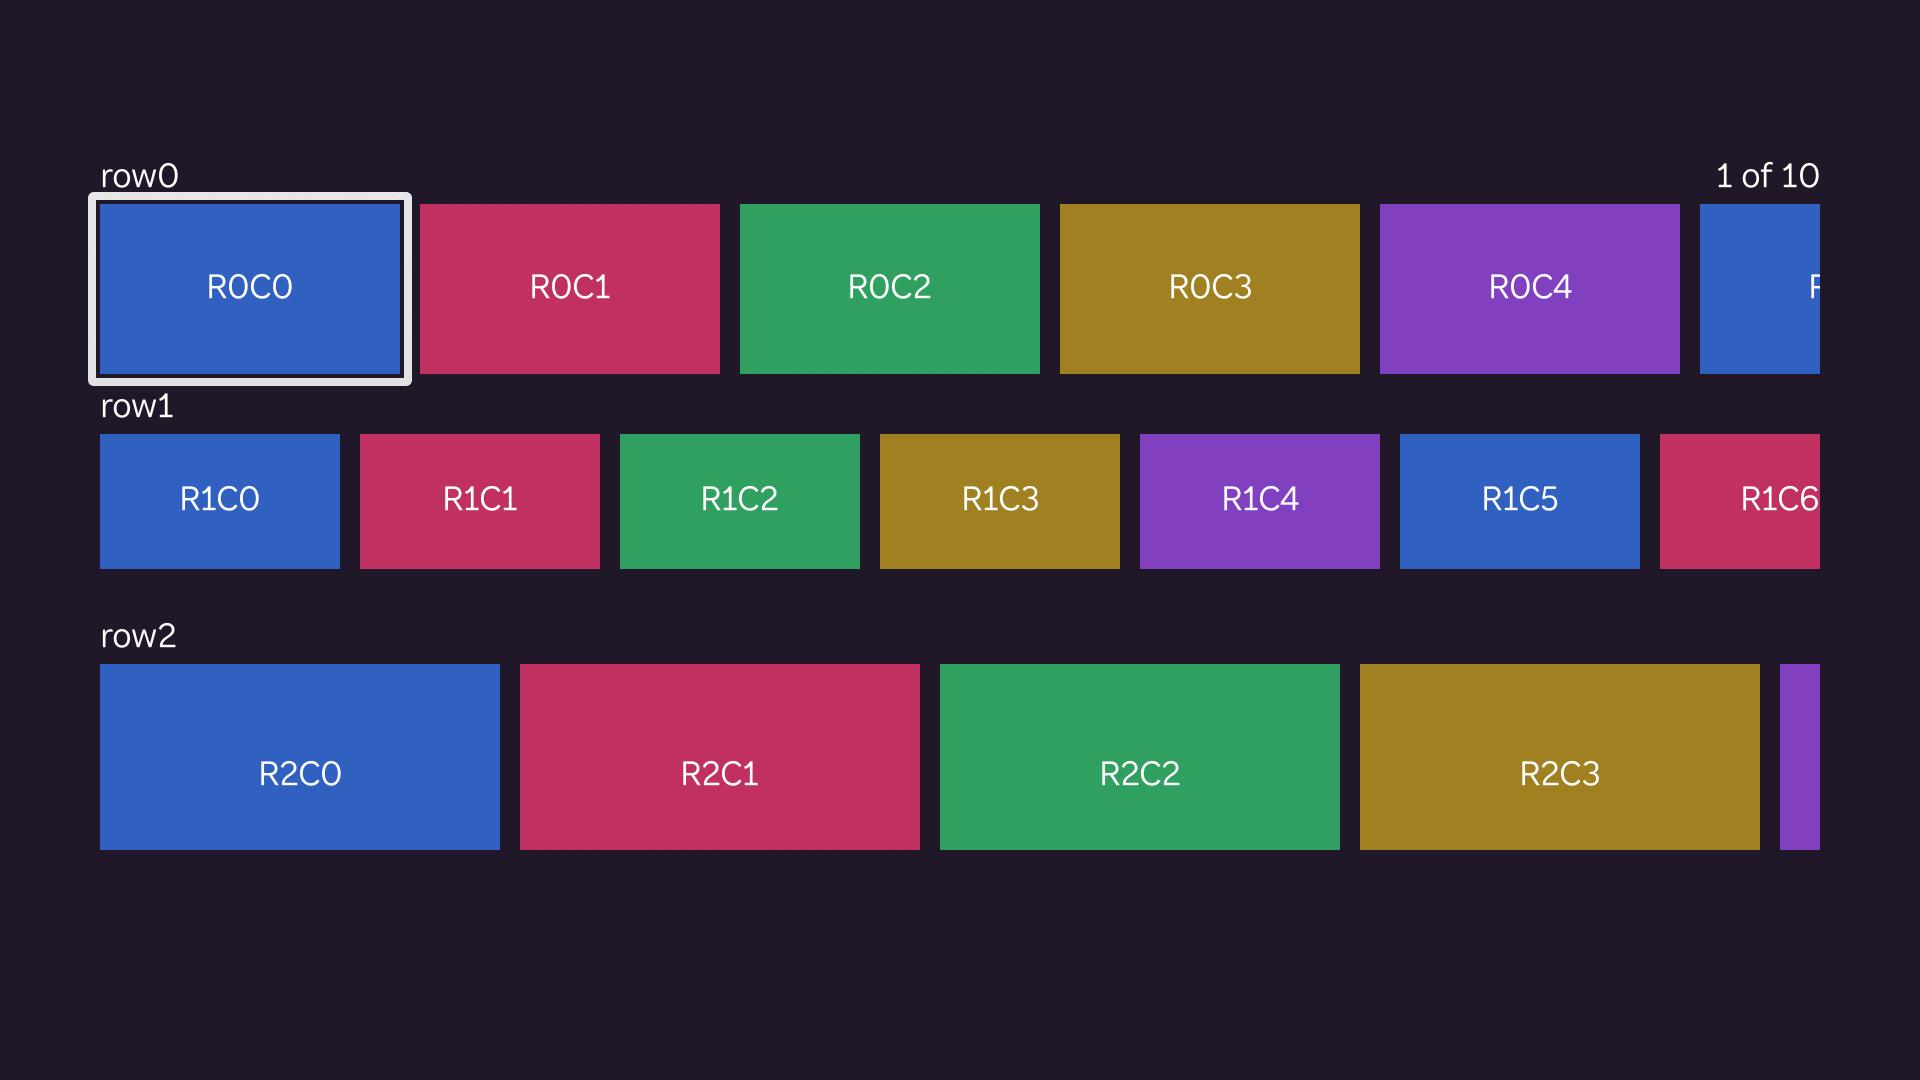 row0 1 of 10
R0C0 R0C1 R0C2 R0C3 R0C4
row1
R1C0 R1C1 R1C2 R1C3 R1C4 R1C5 R1C6
row2
R2C0 R2C1 R2C2 R2C3